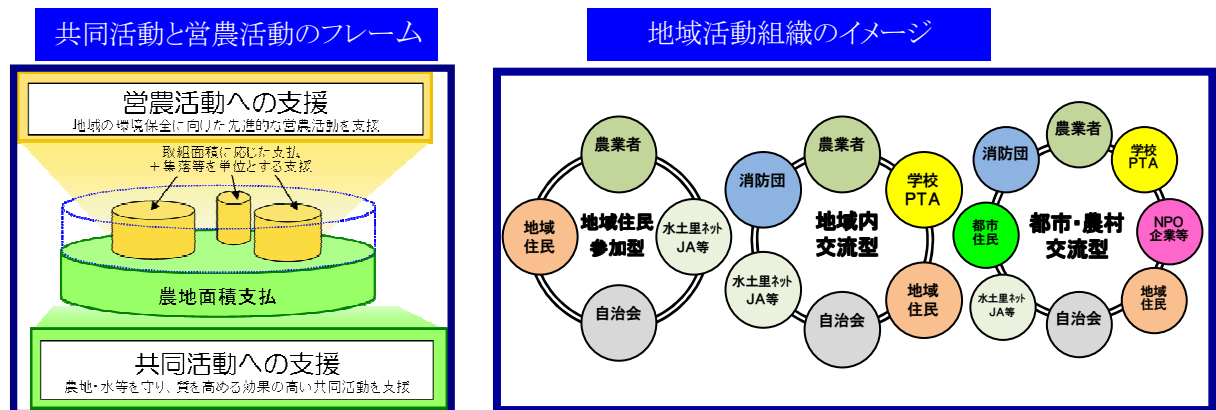 共同活動と営農活動のフレーム
営農活動への支援
地域の環境保全に向けた先進的な営農活動を支援
取組面積に応じた支払
＋集落等を単位とする支援
農地面積支払
共同活動への支援
農地・水等を守り、質を高める効果の高い共同活動を支援
地域活動組織のイメージ
農業者
地域
住民
地域住民
参加型
水土里ネット
JA等
自治会
農業者
消防団
学校
PTA
地域内
交流型
水土里ネット
JA等
地域
住民
自治会
農業者
消防団
学校
PTA
都市
住民
都市・農村
交流型
NPO
企業等
水土里ネット
JA等
地域
住民
自治会